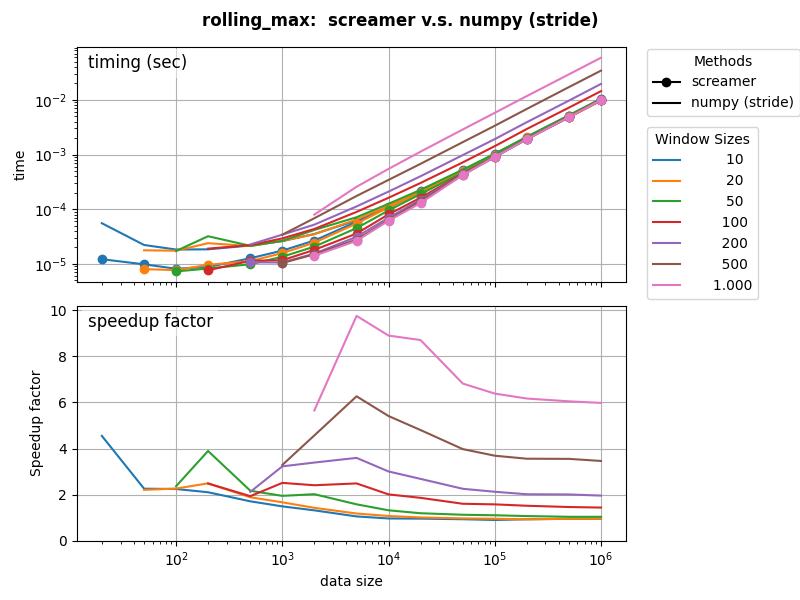 rolling_max:  screamer v.s. numpy (stride)
timing (sec)
time
10⁻²
10⁻³
10⁻⁴
10⁻⁵
Methods
screamer
numpy (stride)
Window Sizes
10
20
50
100
200
500
1.000
speedup factor
Speedup factor
10
8
6
4
2
0
10²
10³
10⁴
10⁵
10⁶
data size